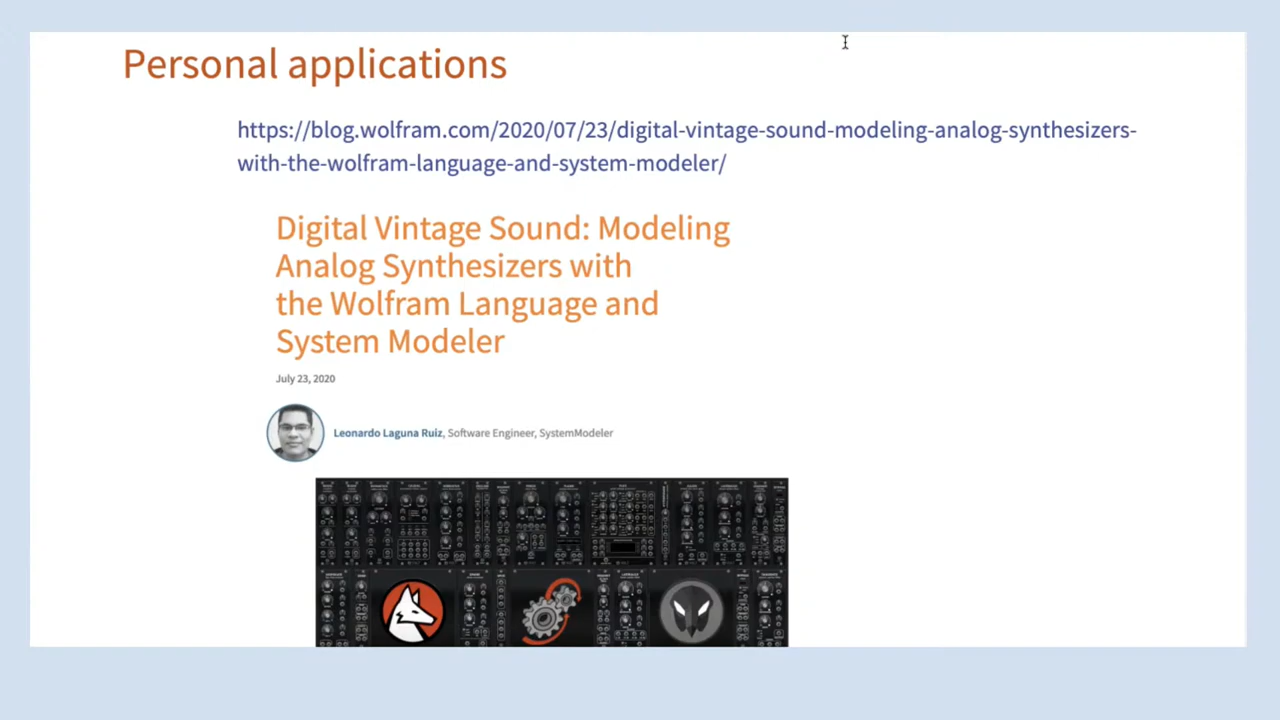 Personal applications
https://blog.wolfram.com/2020/07/23/digital-vintage-sound-modeling-analog-synthesizers-
with-the-wolfram-language-and-system-modeler/
Digital Vintage Sound: Modeling
Analog Synthesizers with
the Wolfram Language and
System Modeler
July 23, 2020
Leonardo Laguna Ruiz, Software Engineer, SystemModeler